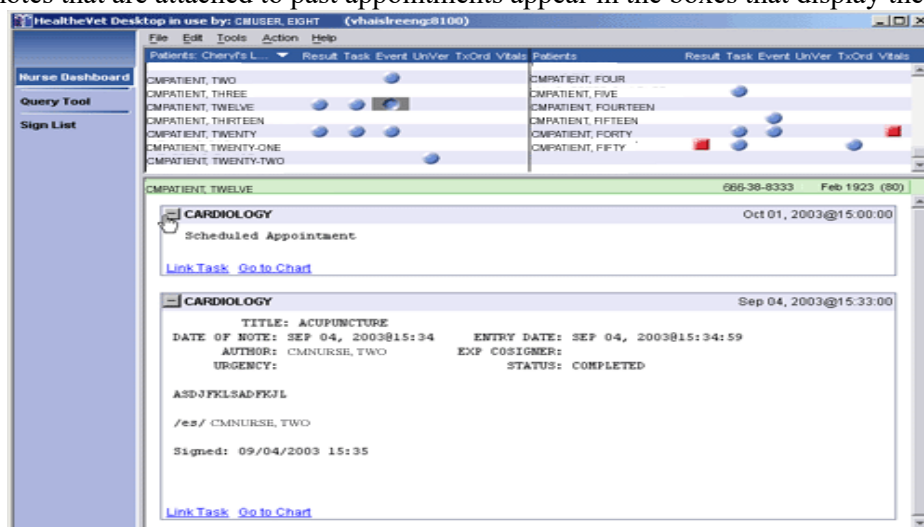 notes that are attached to past appointments appear in the boxes that display the
HealtheVet Desktop in use by: CMUSER, EIGHT (vhaislreeng:8100)
File Edit Tools Action Help
Patients: Cheryl's L... Result Task Event UnVer TxOrd Vitals Patients Result Task Event UnVer TxOrd Vitals
Nurse Dashboard
Query Tool
Sign List
CMPATIENT, TWO CMPATIENT, FOUR
CMPATIENT, THREE CMPATIENT, FIVE
CMPATIENT, TWELVE CMPATIENT, FOURTEEN
CMPATIENT, THIRTEEN CMPATIENT, FIFTEEN
CMPATIENT, TWENTY CMPATIENT, FORTY
CMPATIENT, TWENTY-ONE CMPATIENT, FIFTY
CMPATIENT, TWENTY-TWO
CMPATIENT, TWELVE 666-38-8333 Feb 1923 (80)
CARDIOLOGY Oct 01, 2003@15:00:00
Scheduled Appointment
Link Task Go to Chart
CARDIOLOGY Sep 04, 2003@15:33:00
TITLE: ACUPUNCTURE
DATE OF NOTE: SEP 04, 2003@15:34 ENTRY DATE: SEP 04, 2003@15:34:59
AUTHOR: CMNURSE, TWO EXP COSIGNER:
URGENCY: STATUS: COMPLETED
ASDJFKLSADFKJL
/es/ CMNURSE, TWO
Signed: 09/04/2003 15:35
Link Task Go to Chart